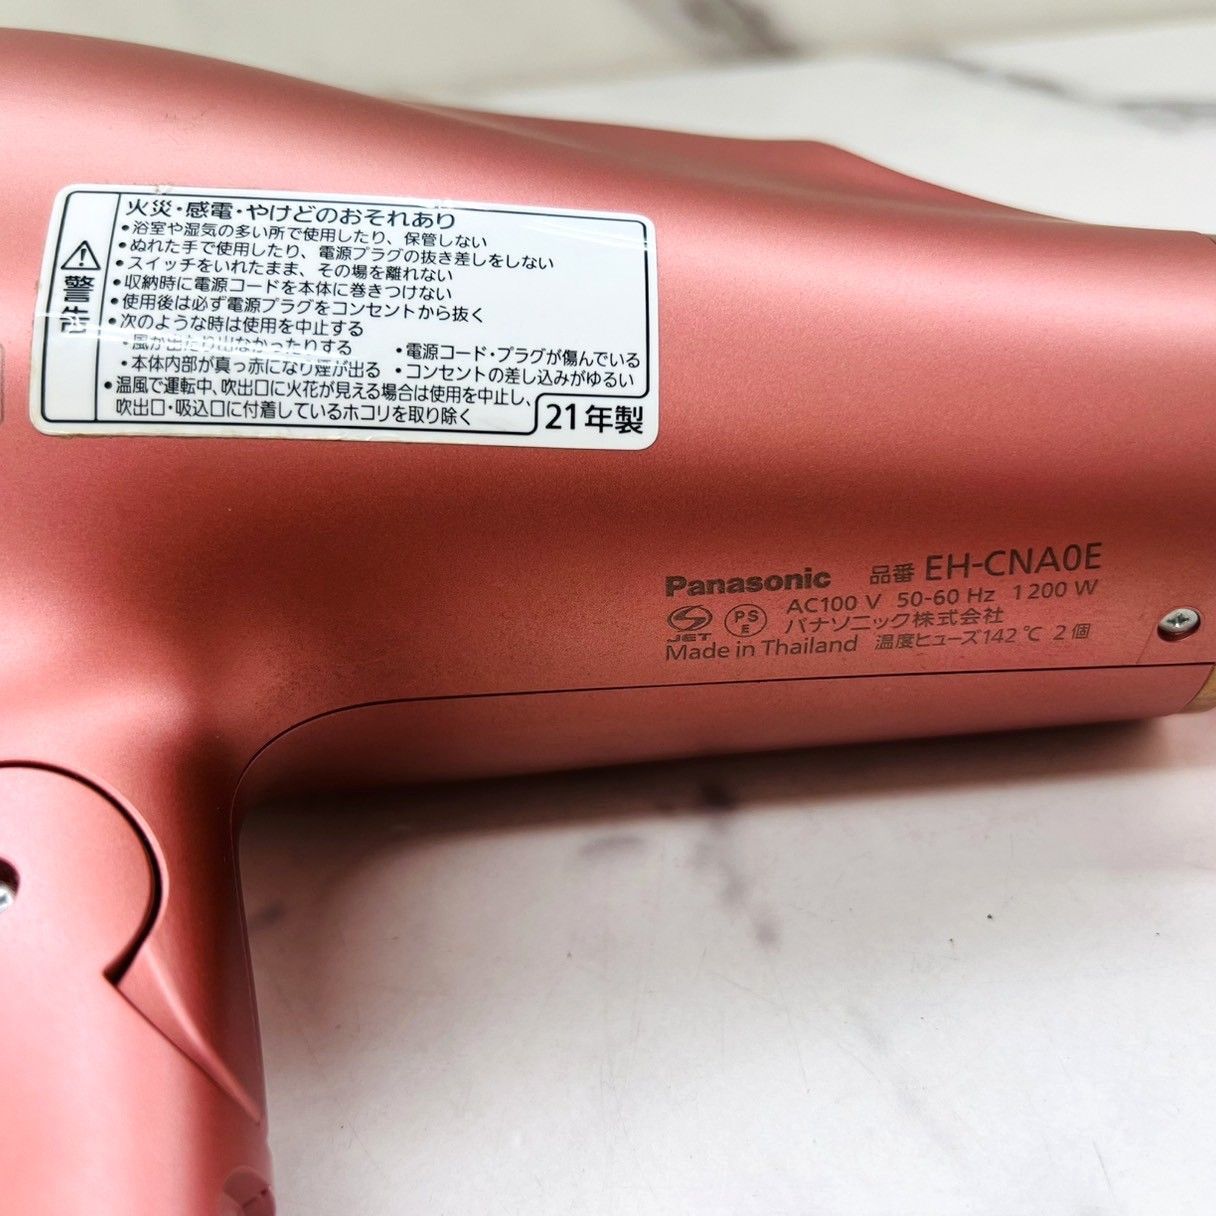 警告
火災・感電・やけどのおそれあり
•浴室や湿気の多い所で使用したり、保管しない
•ぬれた手で使用したり、電源プラグの抜き差しをしない
•スイッチをいれたまま、その場を離れない
•収納時に電源コードを本体に巻きつけない
•使用後は必ず電源プラグをコンセントから抜く
•次のような時は使用を中止する
•風が出たり出なかったりする •電源コード・プラグが傷んでいる
•本体内部が真っ赤になり煙が出る •コンセントの差し込みがゆるい
•温風で運転中、吹出口に火花が見える場合は使用を中止し、
吹出口・吸込口に付着しているホコリを取り除く
21年製
Panasonic 品番 EH-CNA0E
AC100 V 50-60 Hz 1200 W
JET PS E パナソニック株式会社
Made in Thailand 温度ヒューズ142℃ 2個